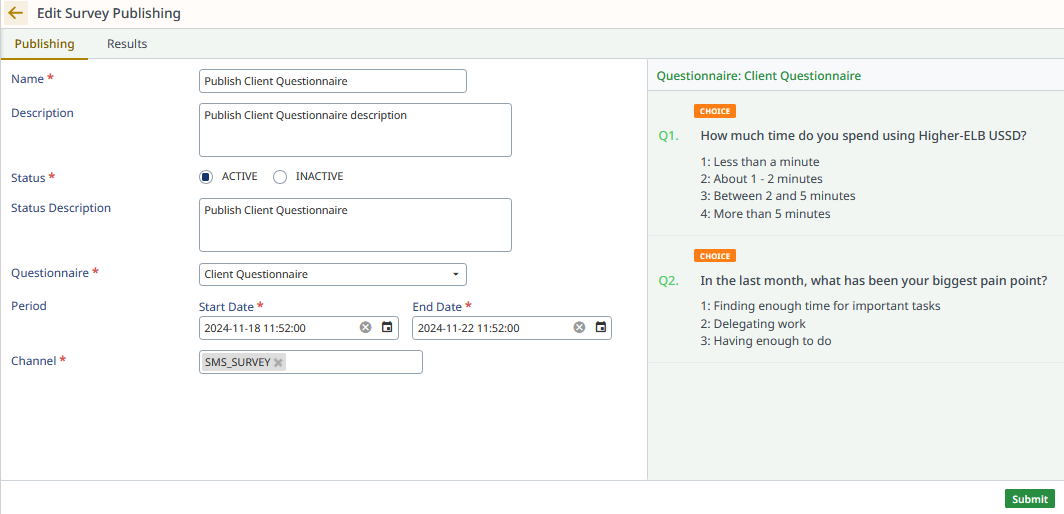 Edit Survey Publishing
Publishing
Results
Name *
Publish Client Questionnaire
Description
Publish Client Questionnaire description
Status *
ACTIVE
INACTIVE
Status Description
Publish Client Questionnaire
Questionnaire *
Client Questionnaire
Period
Start Date *
End Date *
2024-11-18 11:52:00
2024-11-22 11:52:00
Channel *
SMS_SURVEY
Questionnaire: Client Questionnaire
CHOICE
Q1. How much time do you spend using Higher-ELB USSD?
1: Less than a minute
2: About 1 - 2 minutes
3: Between 2 and 5 minutes
4: More than 5 minutes
CHOICE
Q2. In the last month, what has been your biggest pain point?
1: Finding enough time for important tasks
2: Delegating work
3: Having enough to do
Submit